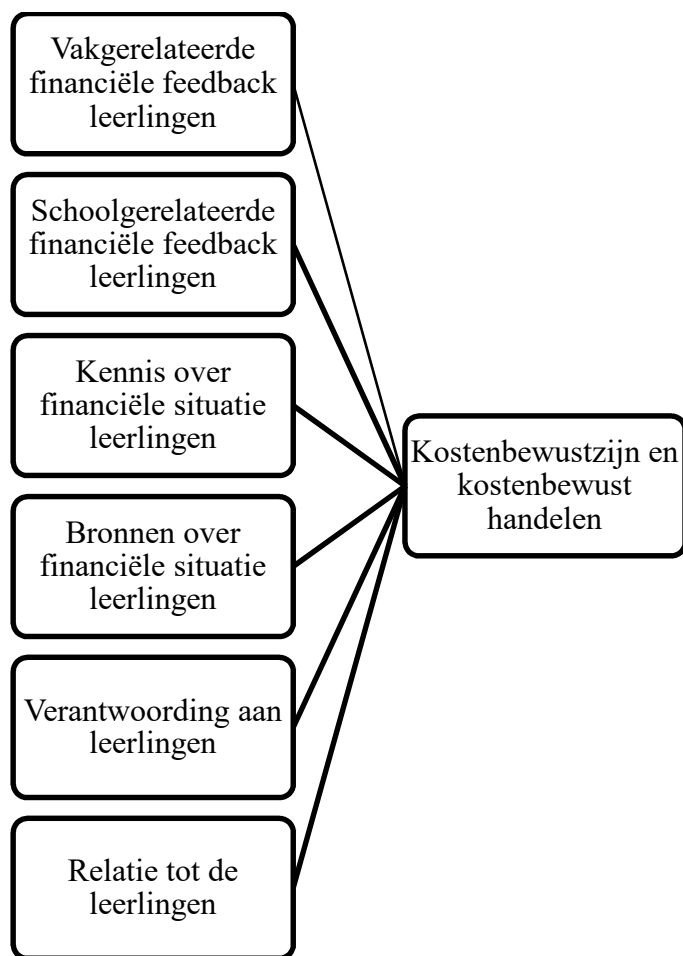 Vakgerelateerde
financiële feedback
leerlingen
Schoolgerelateerde
financiële feedback
leerlingen
Kennis over
financiële situatie
leerlingen
Bronnen over
financiële situatie
leerlingen
Verantwoording aan
leerlingen
Relatie tot de
leerlingen
Kostenbewustzijn en
kostenbewust
handelen